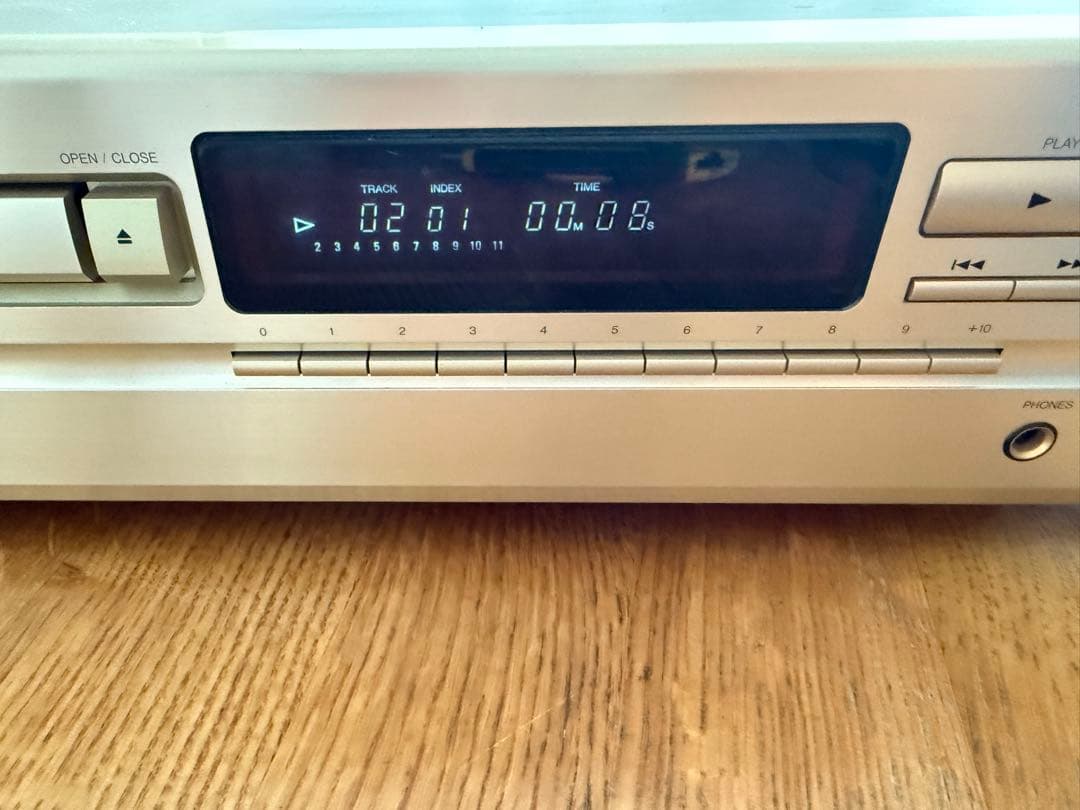 OPEN / CLOSE
PLAY
TRACK INDEX TIME
02 01 00M 08S
2 3 4 5 6 7 8 9 10 11
0 1 2 3 4 5 6 7 8 9 +10
PHONES